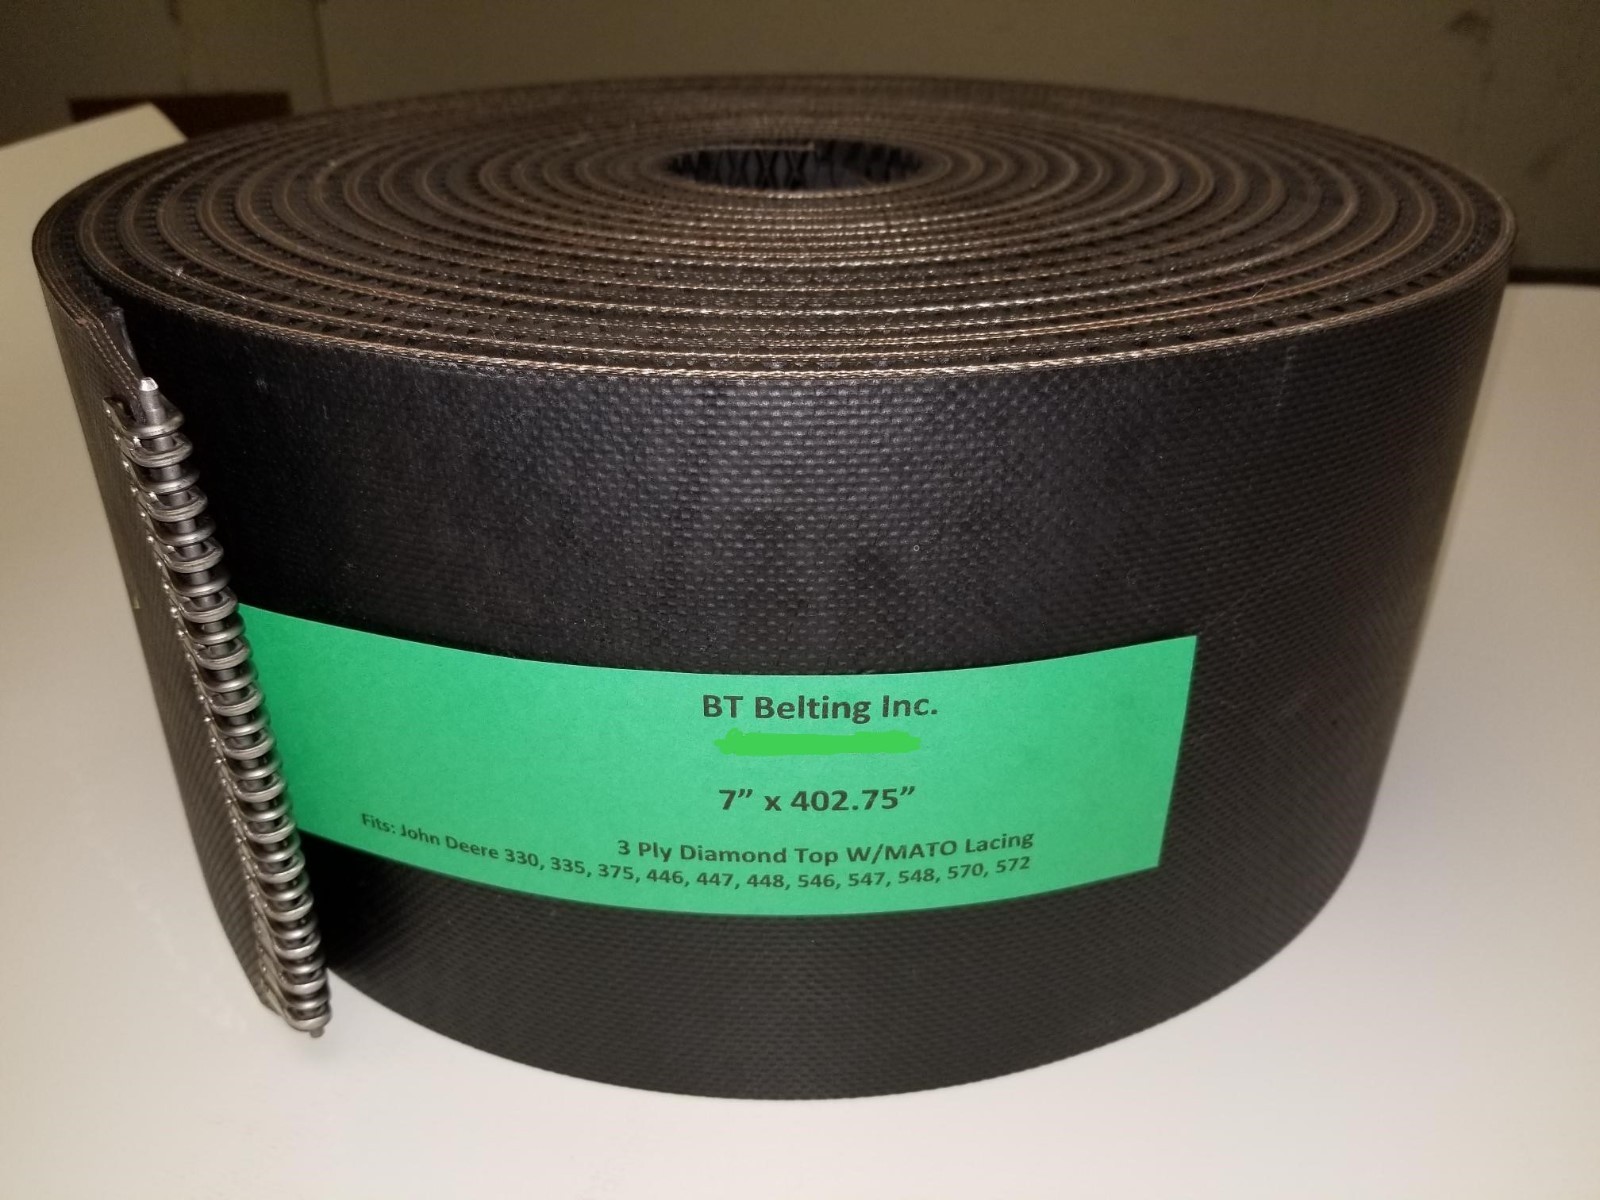 BT Belting Inc.
7” x 402.75”
3 Ply Diamond Top W/MATO Lacing
Fits: John Deere 330, 335, 375, 446, 447, 448, 546, 547, 548, 570, 572